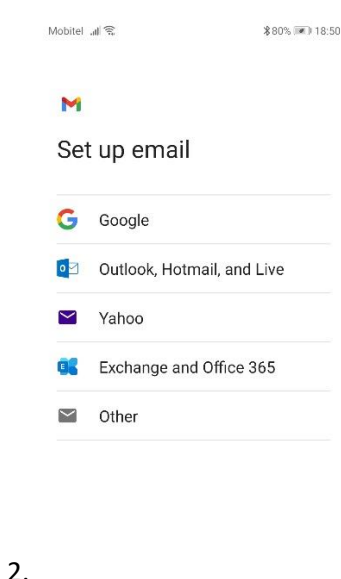 Mobitel 80% 18:50
Set up email
Google
Outlook, Hotmail, and Live
Yahoo
Exchange and Office 365
Other
2.